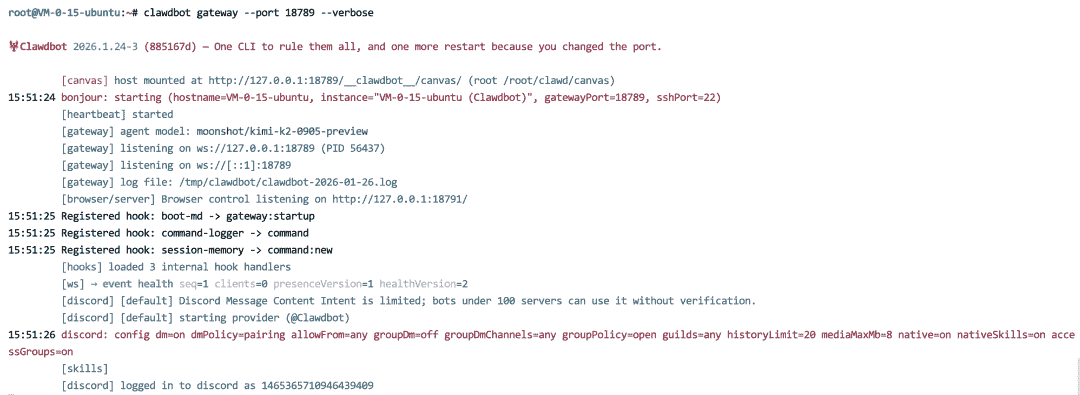 root@VM-0-15-ubuntu:~# clawdbot gateway --port 18789 --verbose
🦞Clawdbot 2026.1.24-3 (885167d) — One CLI to rule them all, and one more restart because you changed the port.
[canvas] host mounted at http://127.0.0.1:18789/__clawdbot__/canvas/ (root /root/clawd/canvas)
15:51:24 bonjour: starting (hostname=VM-0-15-ubuntu, instance="VM-0-15-ubuntu (Clawdbot)", gatewayPort=18789, sshPort=22)
[heartbeat] started
[gateway] agent model: moonshot/kimi-k2-0905-preview
[gateway] listening on ws://127.0.0.1:18789 (PID 56437)
[gateway] listening on ws://[::1]:18789
[gateway] log file: /tmp/clawdbot/clawdbot-2026-01-26.log
[browser/server] Browser control listening on http://127.0.0.1:18791/
15:51:25 Registered hook: boot-md -> gateway:startup
15:51:25 Registered hook: command-logger -> command
15:51:25 Registered hook: session-memory -> command:new
[hooks] loaded 3 internal hook handlers
[ws] → event health seq=1 clients=0 presenceVersion=1 healthVersion=2
[discord] [default] Discord Message Content Intent is limited; bots under 100 servers can use it without verification.
[discord] [default] starting provider (@Clawdbot)
15:51:26 discord: config dm=on dmPolicy=pairing allowFrom=any groupDm=off groupDmChannels=any groupPolicy=open guilds=any historyLimit=20 mediaMaxMb=8 native=on nativeSkills=on acce
ssGroups=on
[skills]
[discord] logged in to discord as 1465365710946439409